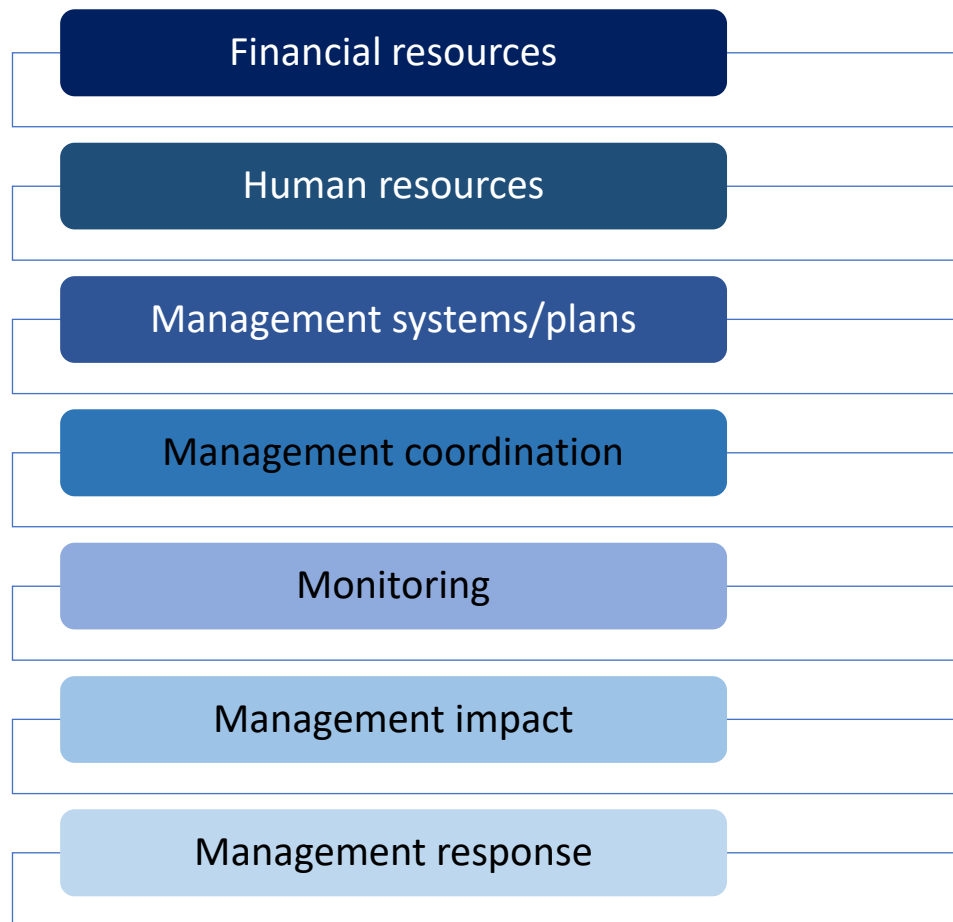 Financial resources
Human resources
Management systems/plans
Management coordination
Monitoring
Management impact
Management response